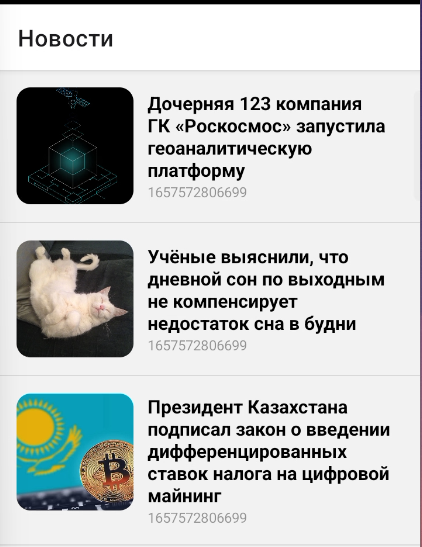 Новости
Дочерняя 123 компания
ГК «Роскосмос» запустила
геоаналитическую
платформу
1657572806699
Учёные выяснили, что
дневной сон по выходным
не компенсирует
недостаток сна в будни
1657572806699
Президент Казахстана
подписал закон о введении
дифференцированных
ставок налога на цифровой
майнинг
1657572806699